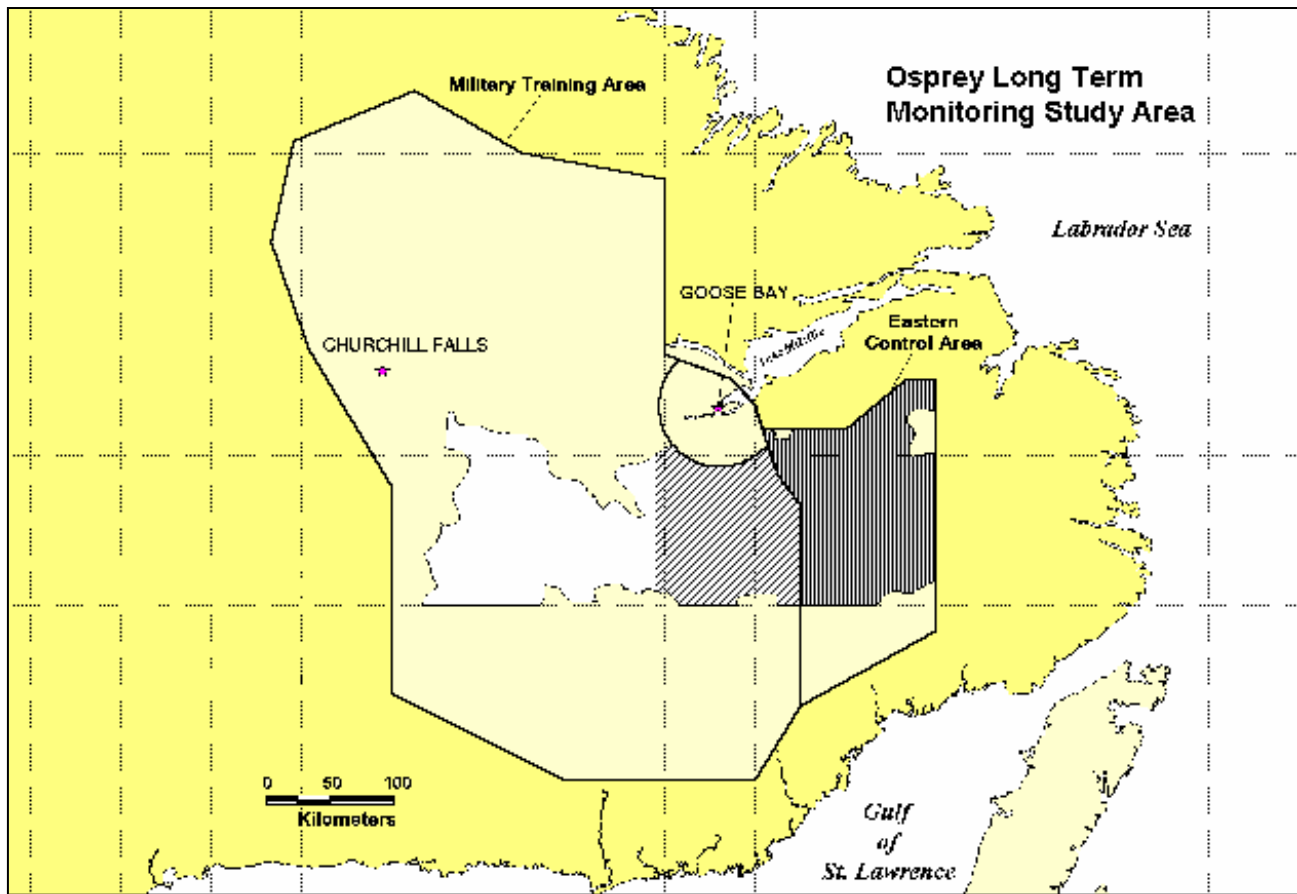 Osprey Long Term
Monitoring Study Area
Military Training Area
Labrador Sea
GOOSE BAY
Eastern
Control Area
CHURCHILL FALLS
0 50 100
Kilometers
Gulf
of
St. Lawrence